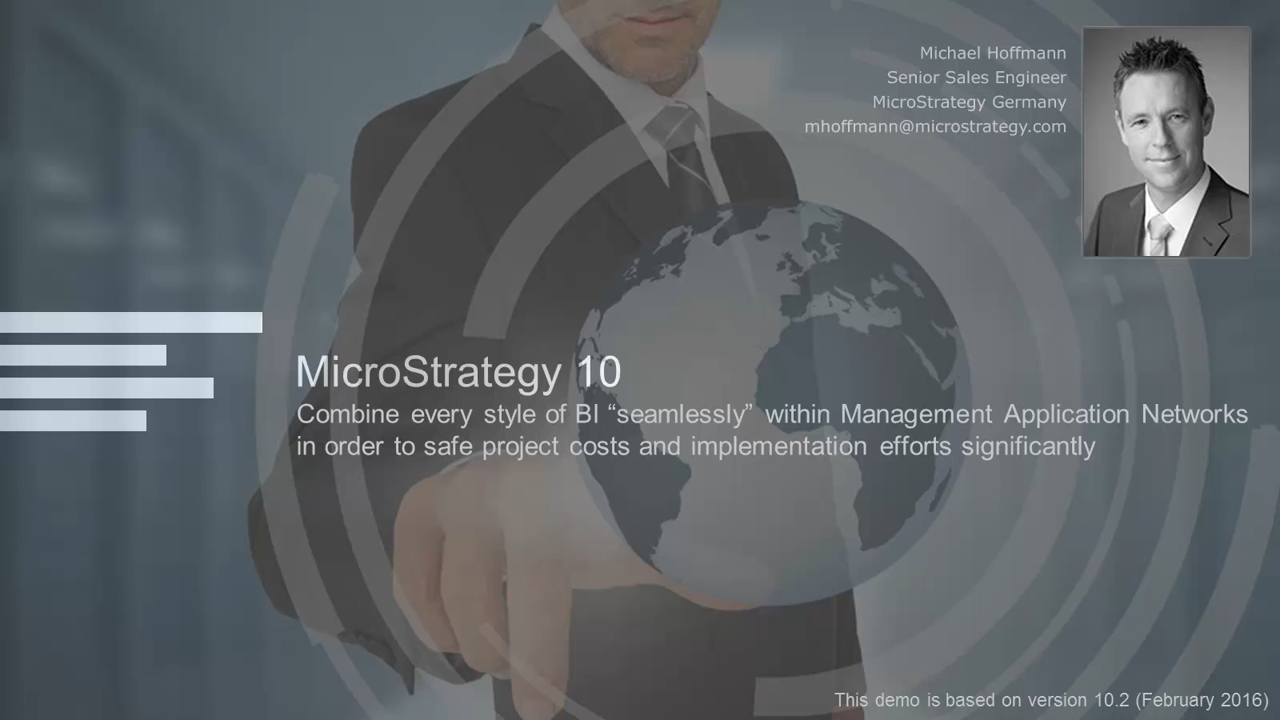 Michael Hoffmann
Senior Sales Engineer
MicroStrategy Germany
mhoffmann@microstrategy.com
MicroStrategy 10
Combine every style of BI “seamlessly” within Management Application Networks
in order to safe project costs and implementation efforts significantly
This demo is based on version 10.2 (February 2016)